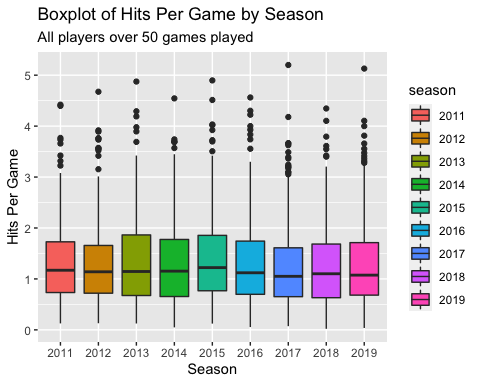 Boxplot of Hits Per Game by Season
All players over 50 games played
Hits Per Game
5
4
3
2
1
0
2011 2012 2013 2014 2015 2016 2017 2018 2019
Season
season
2011
2012
2013
2014
2015
2016
2017
2018
2019